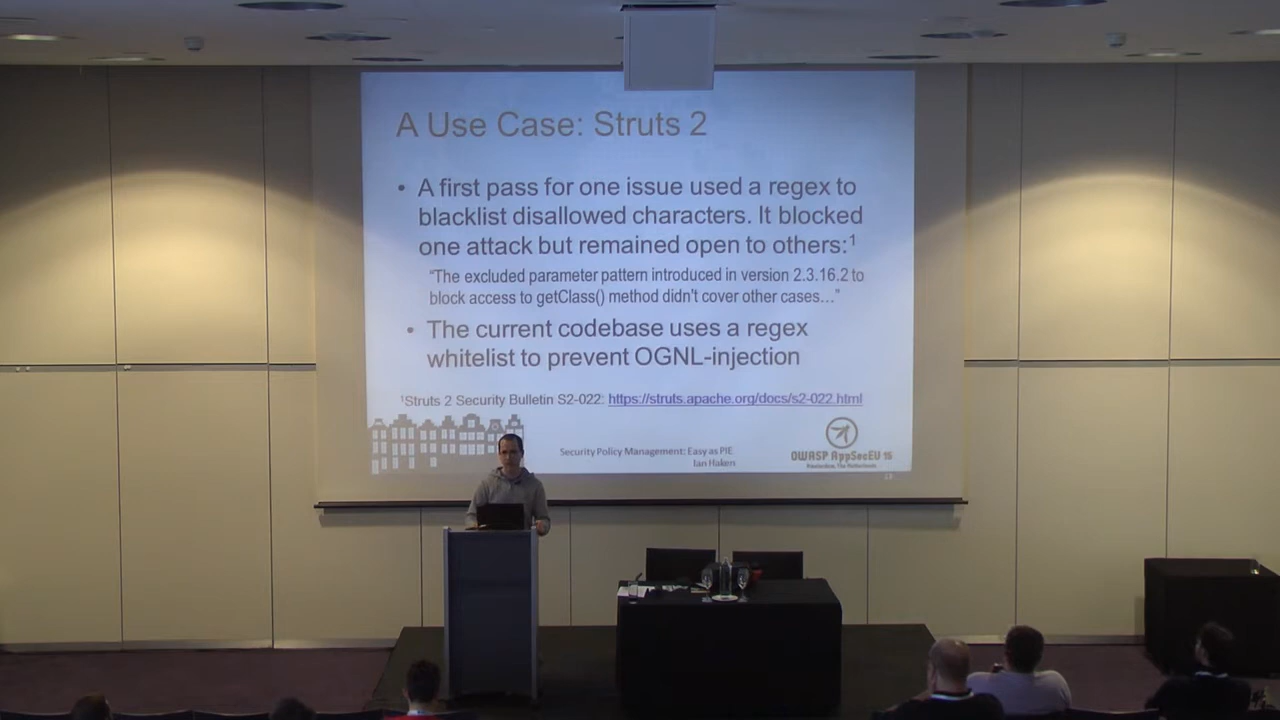 A Use Case: Struts 2
• A first pass for one issue used a regex to
blacklist disallowed characters. It blocked
one attack but remained open to others:¹
“The excluded parameter pattern introduced in version 2.3.16.2 to
block access to getClass() method didn’t cover other cases…”
• The current codebase uses a regex
whitelist to prevent OGNL-injection
¹Struts 2 Security Bulletin S2-022: https://struts.apache.org/docs/s2-022.html
Security Policy Management: Easy as PIE
Ian Haken
OWASP AppSecEU 15
Amsterdam, The Netherlands